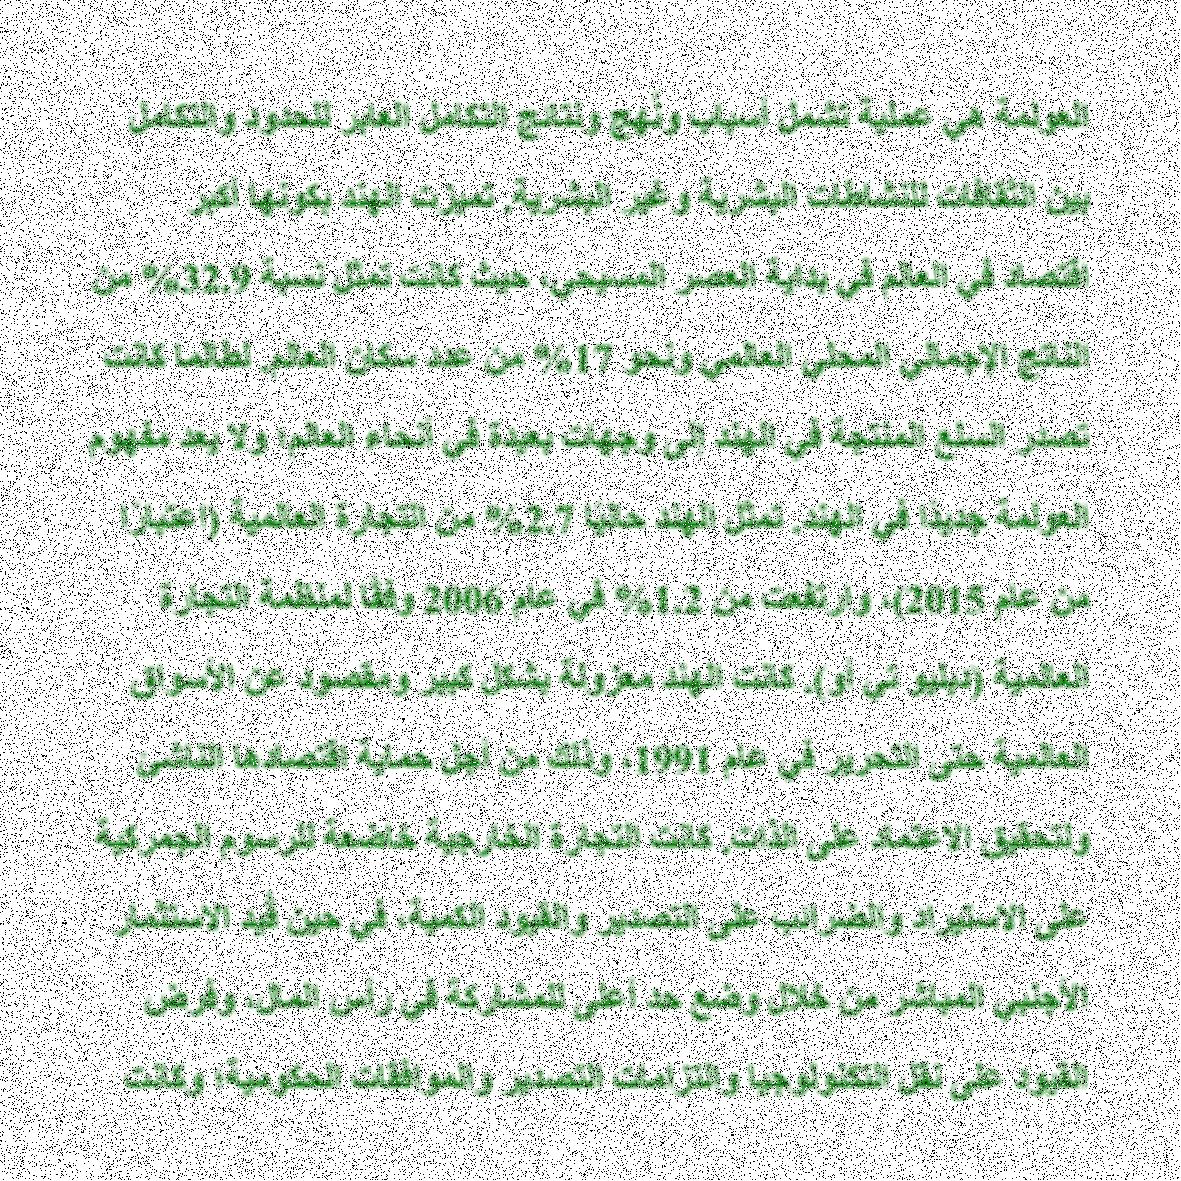 العولمة هي عملية تشمل أسباب ونُهج ونتائج التكامل العابر للحدود والتكامل
بين الثقافات للنشاطات البشرية وغير البشرية. تميزت الهند بكونها أكبر
اقتصاد في العالم في بداية العصر المسيحي، حيث كانت تمثل نسبة 32.9% من
الناتج الإجمالي المحلي العالمي ونحو 17% من عدد سكان العالم. لطالما كانت
تصدر السلع المنتجة في الهند إلى وجهات بعيدة في أنحاء العالم؛ ولا يعد مفهوم
العولمة جديدًا في الهند. تمثل الهند حاليًا 2.7% من التجارة العالمية (اعتبارًا
من عام 2015)، وارتفعت من 1.2% في عام 2006 وفقًا لمنظمة التجارة
العالمية (دبليو تي أو). كانت الهند معزولة بشكل كبير ومقصود عن الأسواق
العالمية حتى التحرير في عام 1991، وذلك من أجل حماية اقتصادها الناشئ
ولتحقيق الاعتماد على الذات. كانت التجارة الخارجية خاضعة للرسوم الجمركية
على الاستيراد والضرائب على التصدير والقيود الكمية، في حين قُيد الاستثمار
الأجنبي المباشر من خلال وضع حد أعلى للمشاركة في رأس المال، وفرض
القيود على نقل التكنولوجيا والتزامات التصدير والموافقات الحكومية؛ وكانت